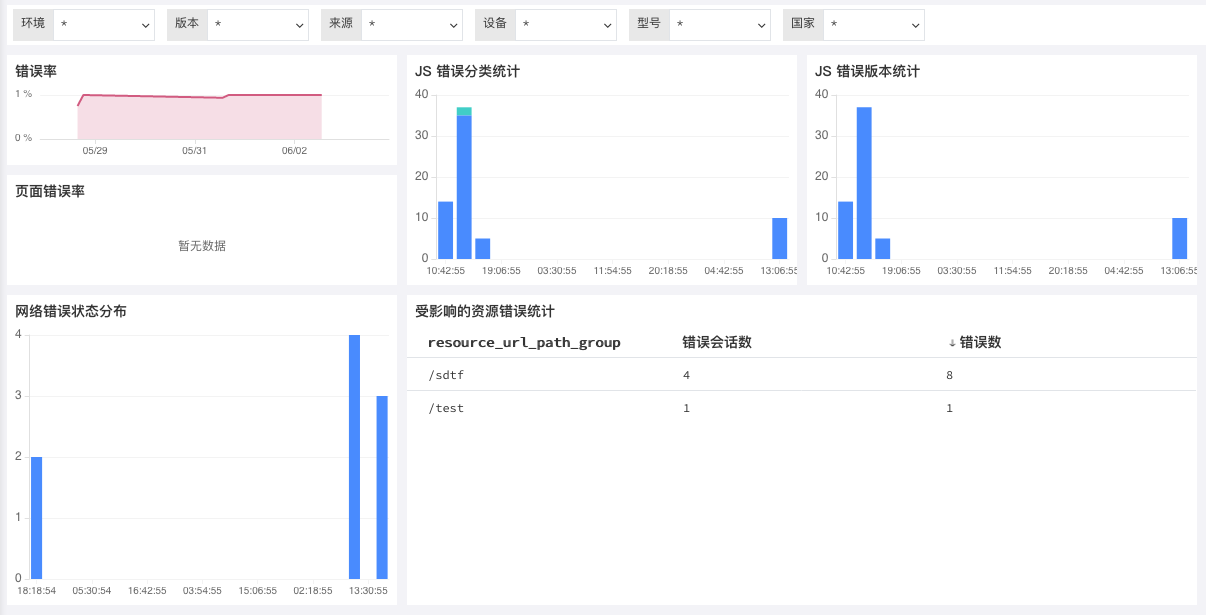 环境 * 版本 * 来源 * 设备 * 型号 * 国家 *
错误率
1 %
0 %
05/29 05/31 06/02
页面错误率
暂无数据
JS 错误分类统计
40
30
20
10
0
10:42:55 19:06:55 03:30:55 11:54:55 20:18:55 04:42:55 13:06:55
JS 错误版本统计
40
30
20
10
0
10:42:55 19:06:55 03:30:55 11:54:55 20:18:55 04:42:55 13:06:55
网络错误状态分布
4
3
2
1
0
18:18:54 05:30:54 16:42:55 03:54:55 15:06:55 02:18:55 13:30:55
受影响的资源错误统计
resource_url_path_group 错误会话数 ↓错误数
/sdtf 4 8
/test 1 1